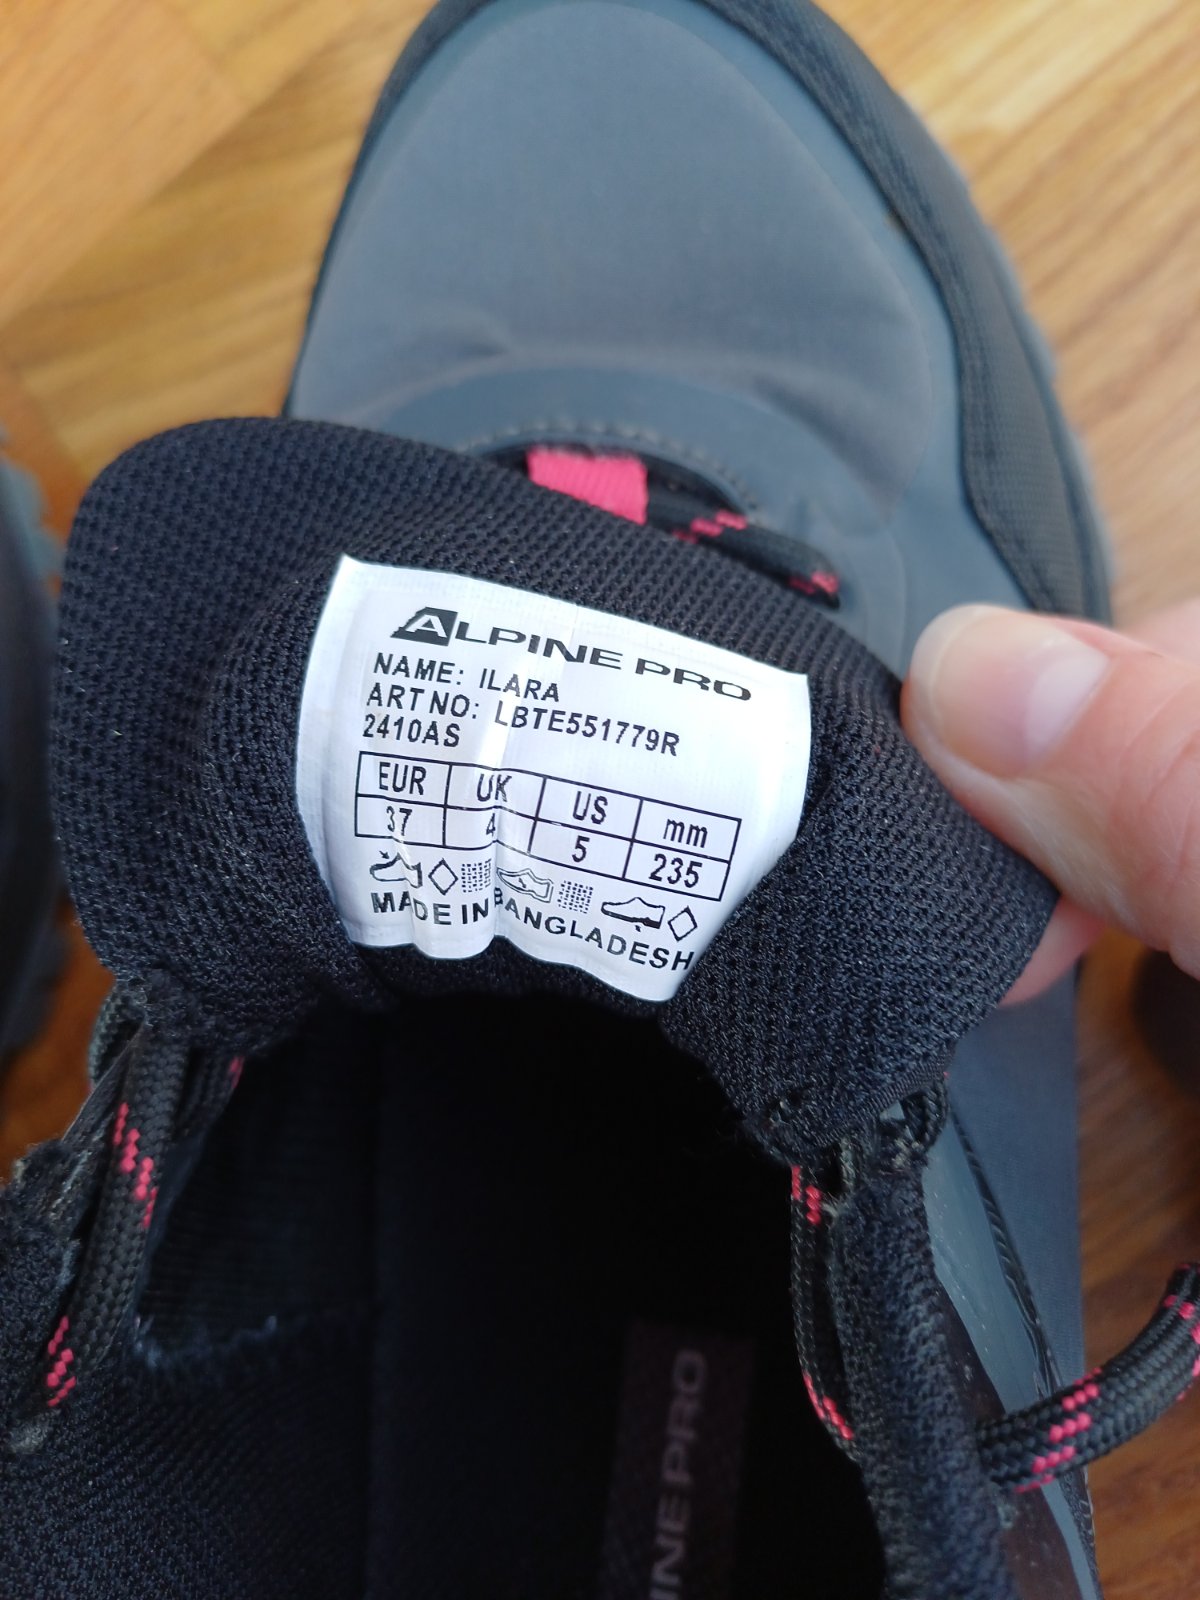 ALPINE PRO
NAME: ILARA
ART NO: LBTE551779R
2410AS
EUR UK US mm
37 4 5 235
MADE IN BANGLADESH
INE PRO